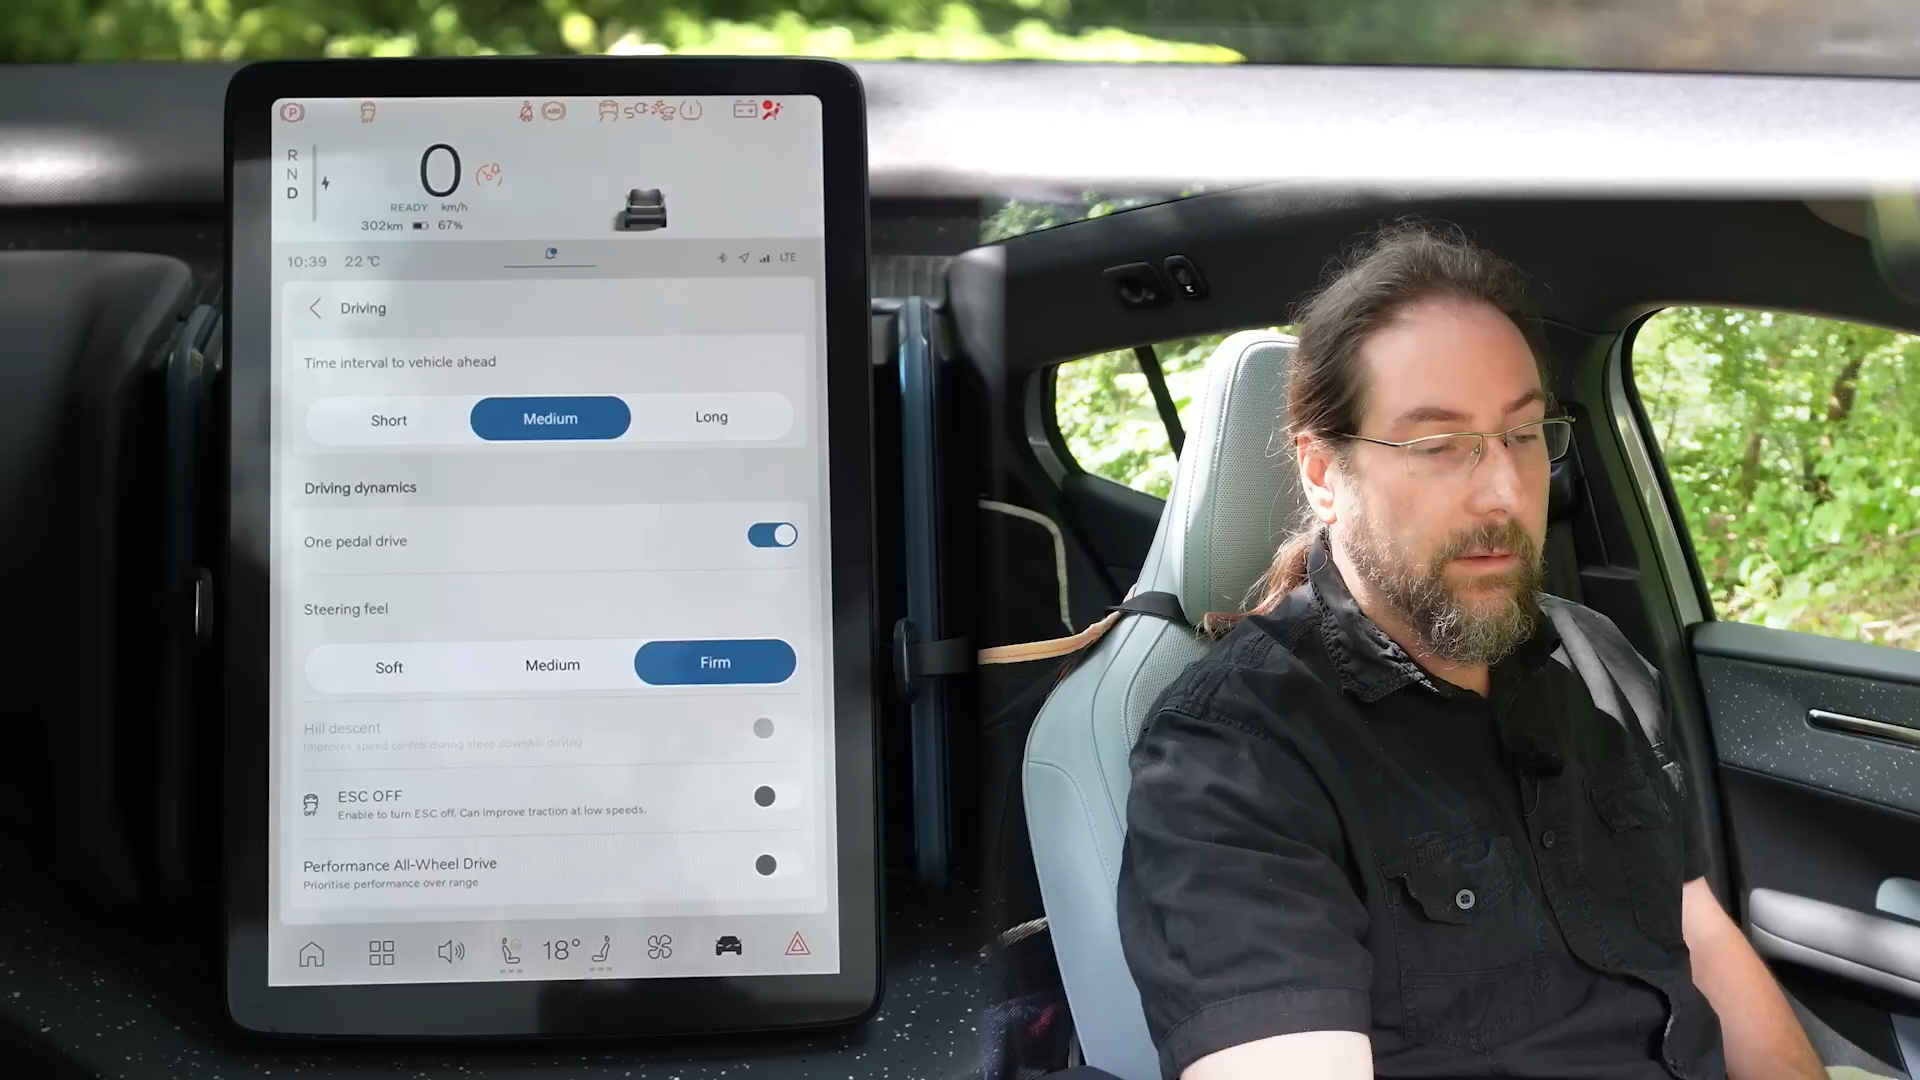 R
N
D
0
READY km/h
302km 67%
10:39 22 °C
LTE
Driving
Time interval to vehicle ahead
Short Medium Long
Driving dynamics
One pedal drive
Steering feel
Soft Medium Firm
Hill descent
Improves speed control during steep downhill driving
ESC OFF
OFF
Enable to turn ESC off. Can improve traction at low speeds.
Performance All-Wheel Drive
Prioritise performance over range
18°